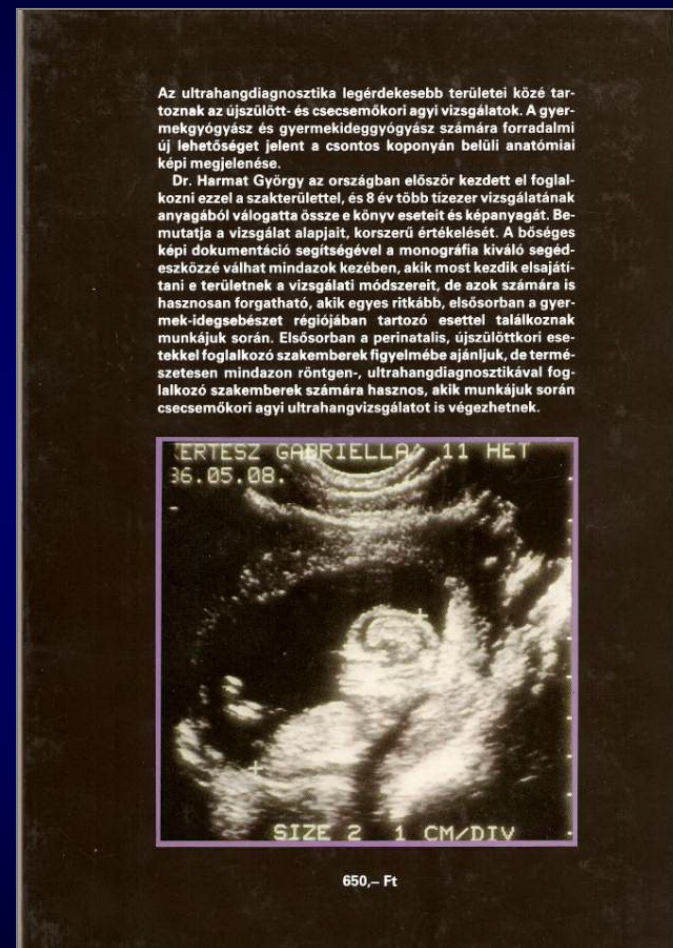 Az ultrahangdiagnosztika legérdekesebb területei közé tar-
toznak az újszülött- és csecsemőkori agyi vizsgálatok. A gyer-
mekgyógyász és gyermekideggyógyász számára forradalmi
új lehetőséget jelent a csontos koponyán belüli anatómiai
képi megjelenése.
Dr. Harmat György az országban először kezdett el foglal-
kozni ezzel a szakterülettel, és 8 év több tízezer vizsgálatának
anyagából válogatta össze e könyv eseteit és képanyagát. Be-
mutatja a vizsgálat alapjait, korszerű értékelését. A bőséges
képi dokumentáció segítségével a monográfia kiváló segéd-
eszközzé válhat mindazok kezében, akik most kezdik elsajátí-
tani e területnek a vizsgálati módszereit, de azok számára is
hasznosan forgatható, akik egyes ritkább, elsősorban a gyer-
mek-idegsebészet régiójában tartozó esettel találkoznak
munkájuk során. Elsősorban a perinatalis, újszülöttkori ese-
tekkel foglalkozó szakemberek figyelmébe ajánljuk, de termé-
szetesen mindazon röntgen-, ultrahangdiagnosztikával fog-
lalkozó szakemberek számára hasznos, akik munkájuk során
csecsemőkori agyi ultrahangvizsgálatot is végezhetnek.
KERTESZ GABRIELLA/ 11 HET
86.05.08.
SIZE 2 1 CM/DIV
650,– Ft